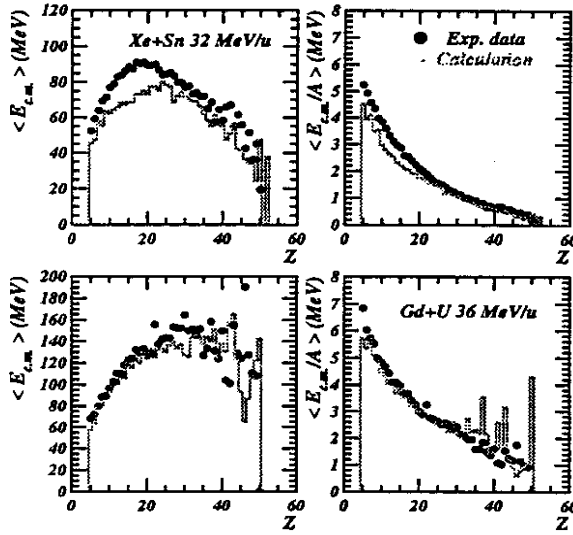 Xe+Sn 32 MeV/u
< E_c.m. > (MeV)
100
80
60
40
20
0
0 20 40 60
Z
Exp. data
Calculation
< E_c.m./A > (MeV)
8
7
6
5
4
3
2
1
0
0 20 40 60
Z
< E_c.m. > (MeV)
200
180
160
140
120
100
80
60
40
20
0
0 20 40 60
Z
Gd+U 36 MeV/u
< E_c.m./A > (MeV)
8
7
6
5
4
3
2
1
0
0 20 40 60
Z